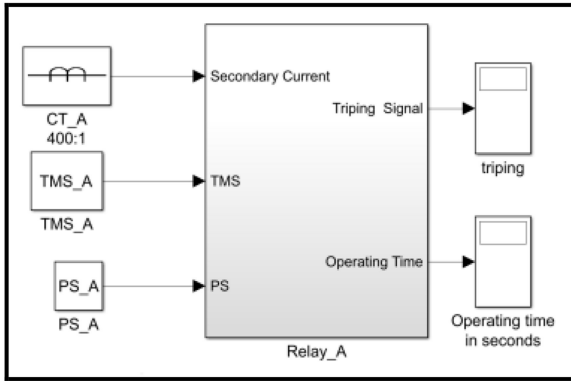 CT_A
400:1
TMS_A
TMS_A
PS_A
PS_A
Secondary Current
TMS
PS
Triping Signal
Operating Time
Relay_A
triping
Operating time
in seconds